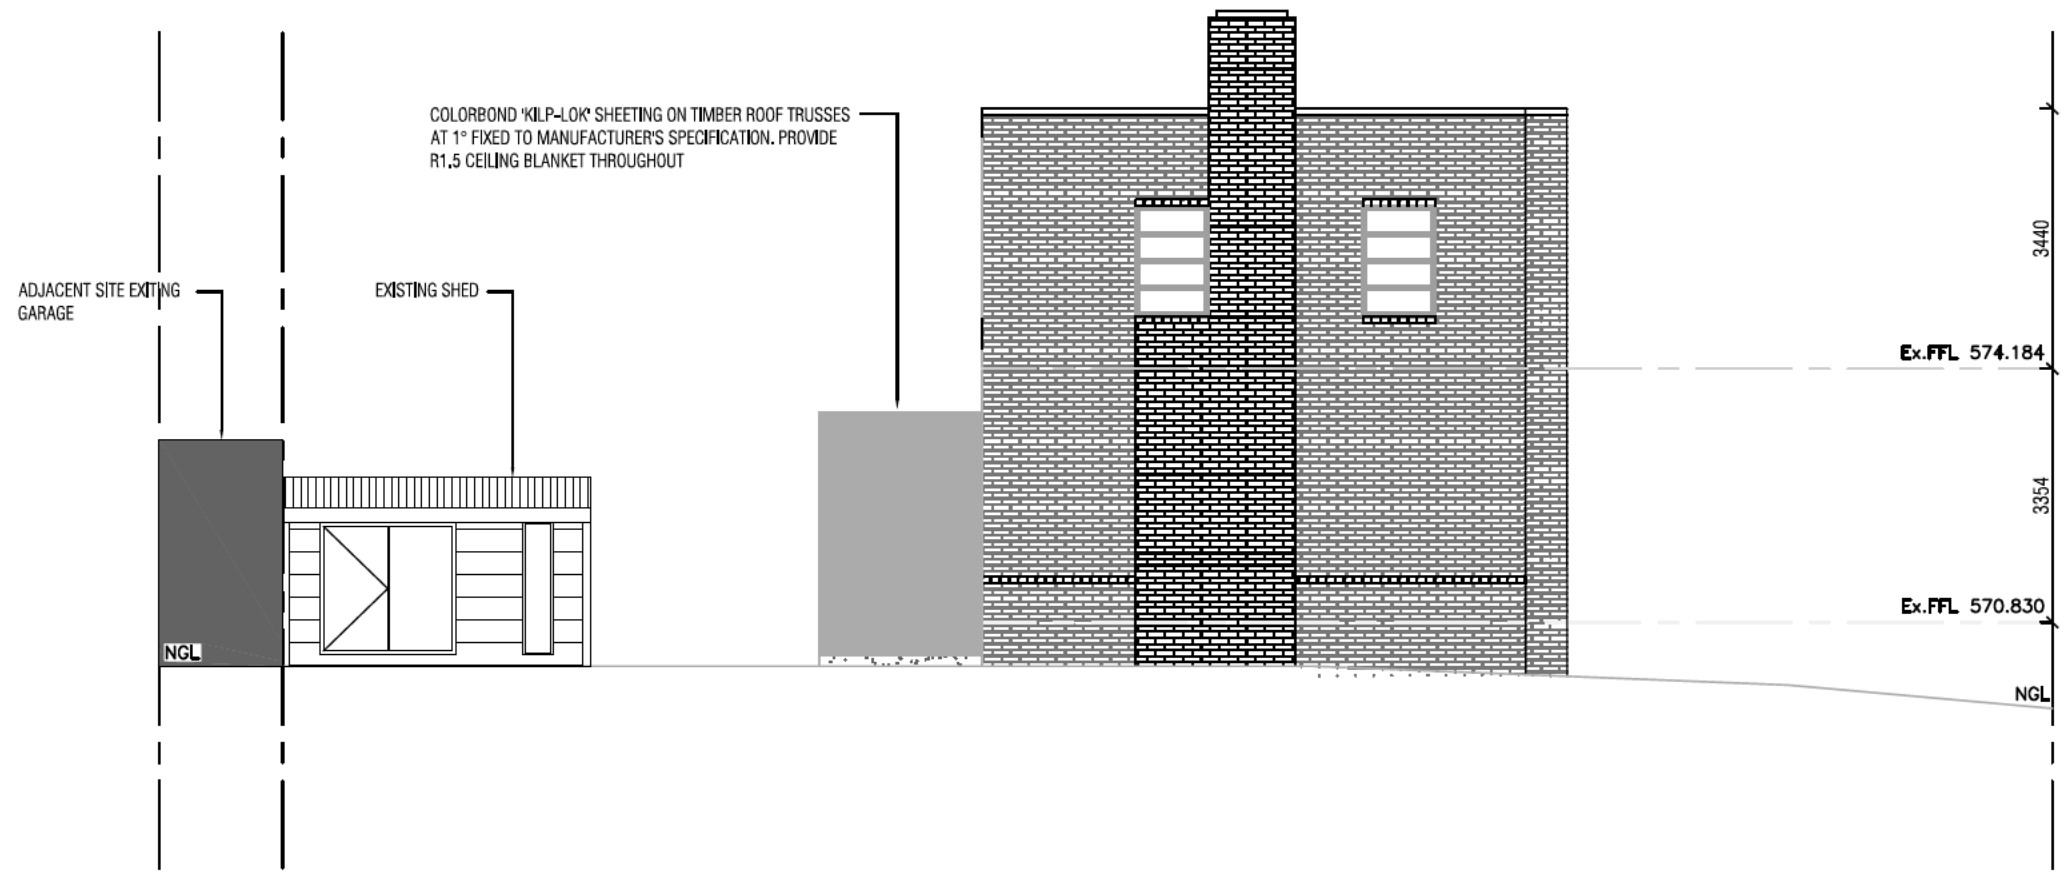 COLORBOND 'KILP-LOK' SHEETING ON TIMBER ROOF TRUSSES
AT 1° FIXED TO MANUFACTURER'S SPECIFICATION. PROVIDE
R1.5 CEILING BLANKET THROUGHOUT
ADJACENT SITE EXITING
GARAGE
EXISTING SHED
3440
Ex.FFL 574.184
3354
Ex.FFL 570.830
NGL
NGL